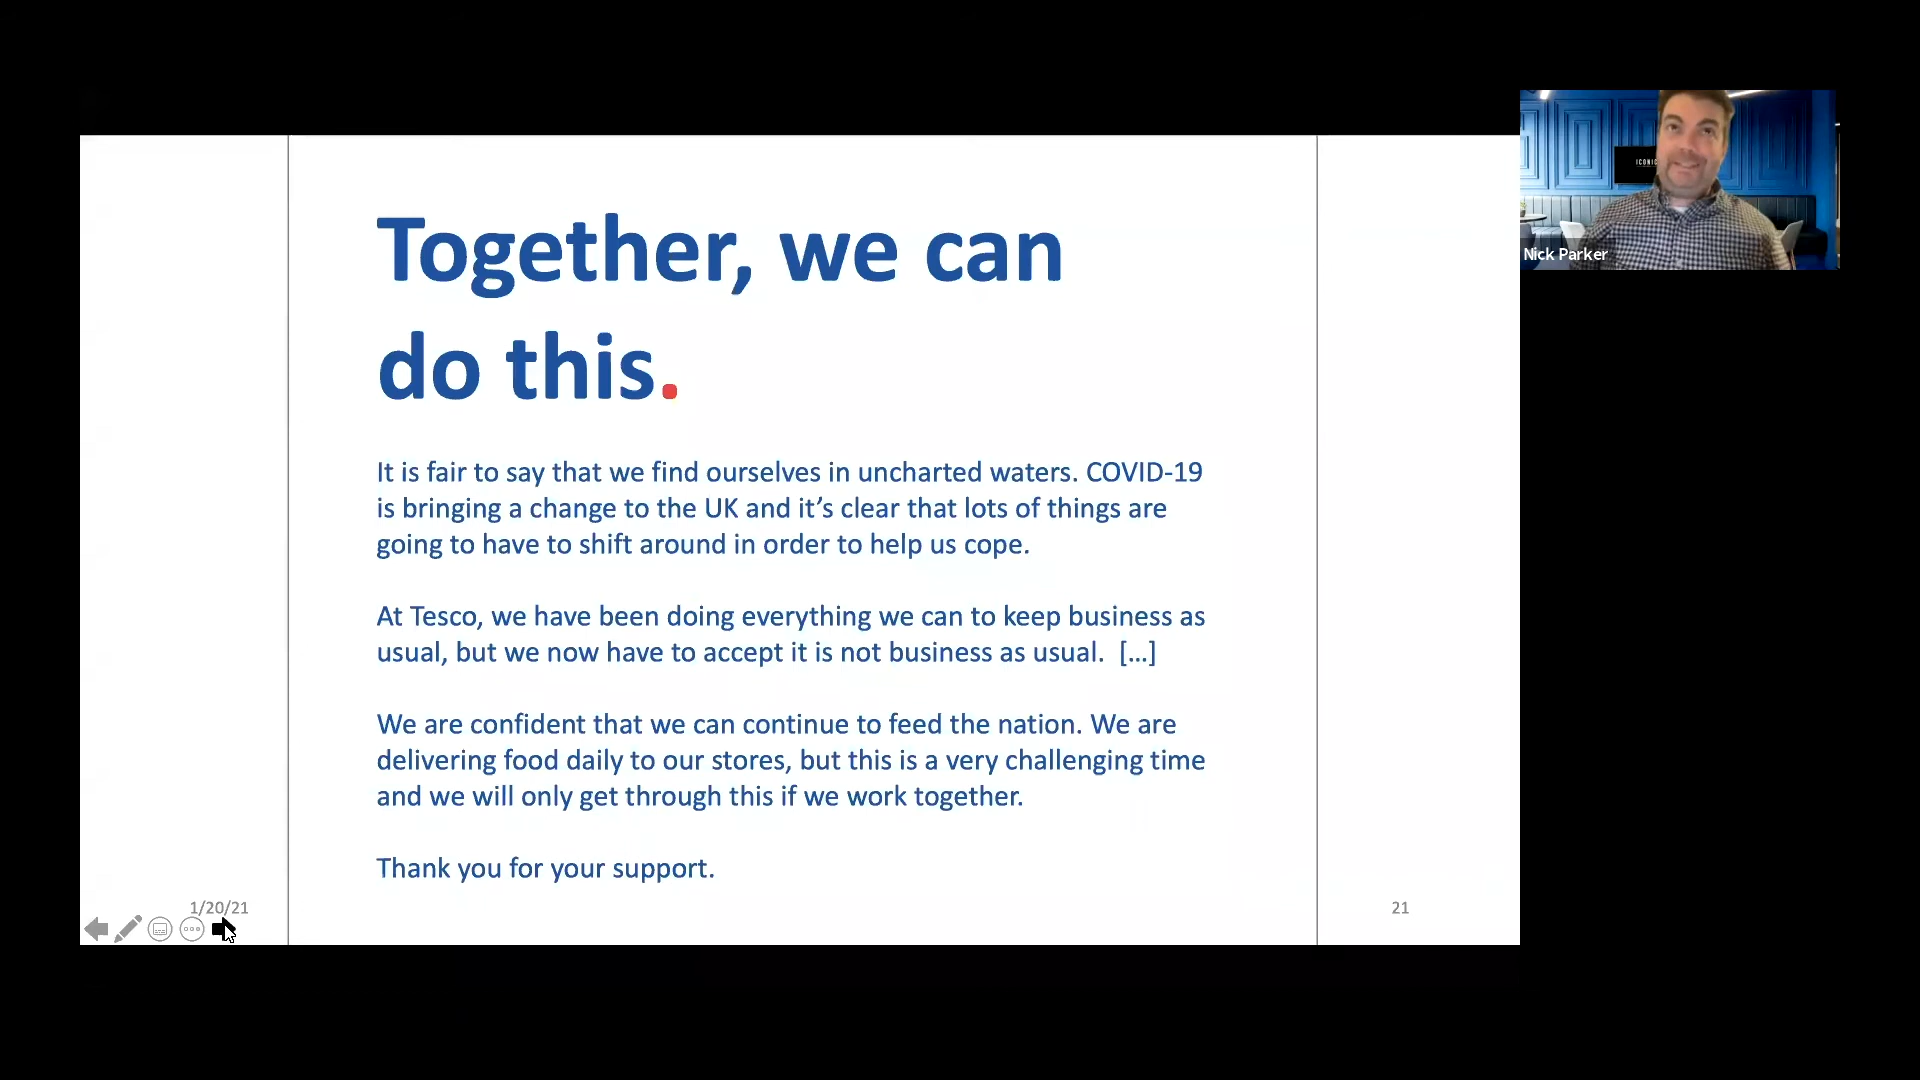 Together, we can
do this.
It is fair to say that we find ourselves in uncharted waters. COVID-19
is bringing a change to the UK and it’s clear that lots of things are
going to have to shift around in order to help us cope.
At Tesco, we have been doing everything we can to keep business as
usual, but we now have to accept it is not business as usual.  [...]
We are confident that we can continue to feed the nation. We are
delivering food daily to our stores, but this is a very challenging time
and we will only get through this if we work together.
Thank you for your support.
1/20/21
21
ICONIC
Nick Parker